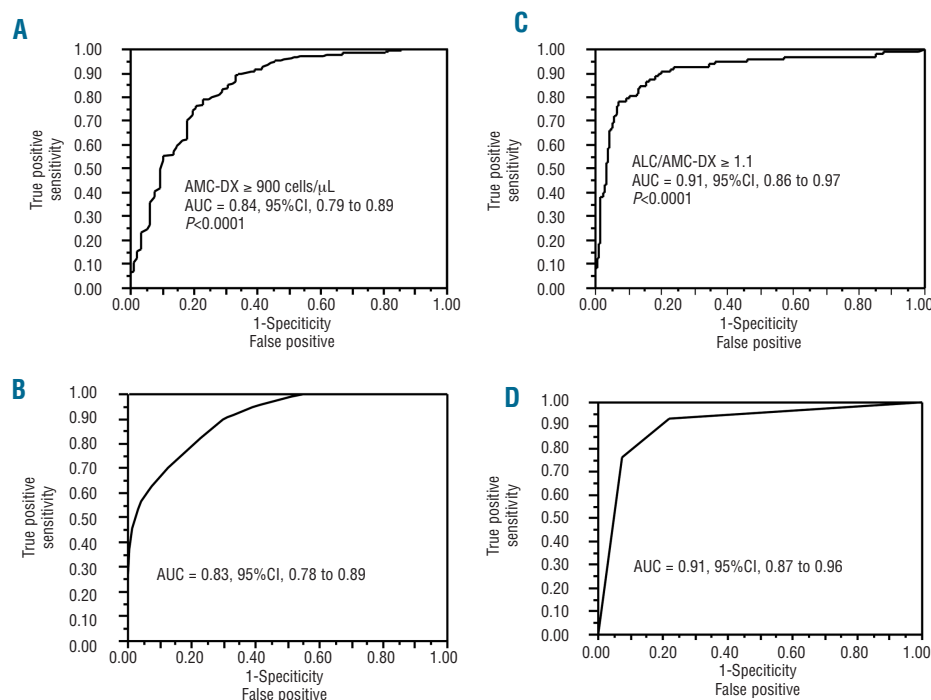 A
1.00
0.90
0.80
0.70
0.60
0.50
0.40
0.30
0.20
0.10
0.00
True positive
sensitivity
AMC-DX ≥ 900 cells/µL
AUC = 0.84, 95%CI, 0.79 to 0.89
P<0.0001
0.00 0.20 0.40 0.60 0.80 1.00
1-Speciticity
False positive
C
1.00
0.90
0.80
0.70
0.60
0.50
0.40
0.30
0.20
0.10
0.00
True positive
sensitivity
ALC/AMC-DX ≥ 1.1
AUC = 0.91, 95%CI, 0.86 to 0.97
P<0.0001
0.00 0.20 0.40 0.60 0.80 1.00
1-Speciticity
False positive
B
1.00
0.90
0.80
0.70
0.60
0.50
0.40
0.30
0.20
0.10
0.00
True positive
sensitivity
AUC = 0.83, 95%CI, 0.78 to 0.89
0.00 0.20 0.40 0.60 0.80 1.00
1-Speciticity
False positive
D
1.00
0.90
0.80
0.70
0.60
0.50
0.40
0.30
0.20
0.10
0.00
True positive
sensitivity
AUC = 0.91, 95%CI, 0.87 to 0.96
0.00 0.20 0.40 0.60 0.80 1.00
1-Speciticity
False positive